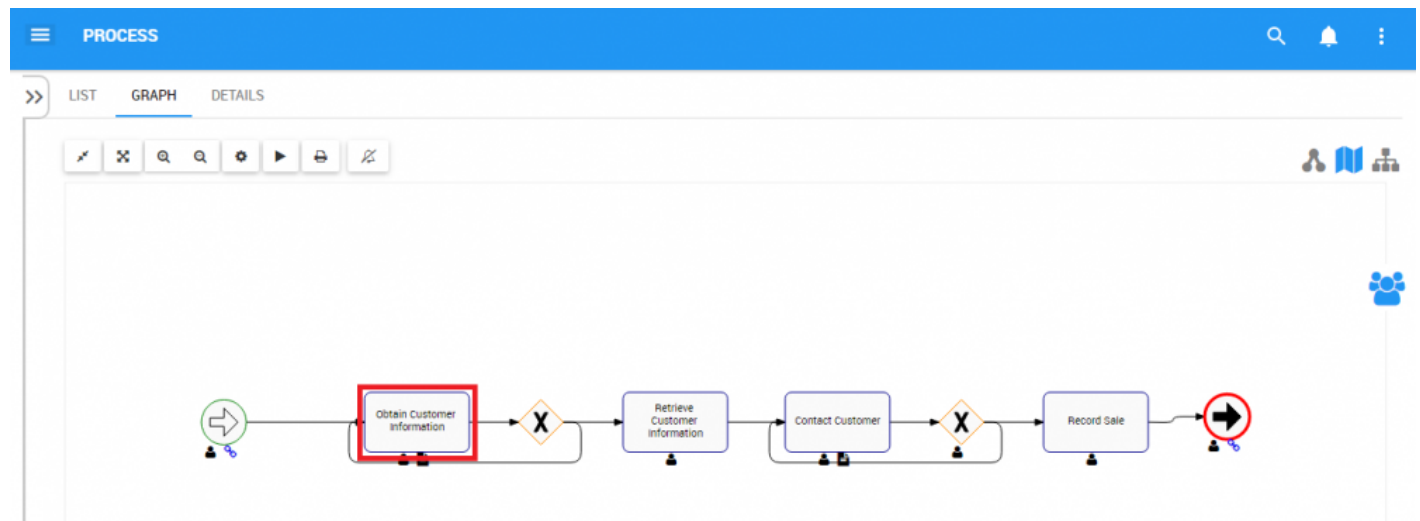 PROCESS
LIST GRAPH DETAILS
Obtain Customer
Information
X
Retrieve
Customer
Information
Contact Customer
X
Record Sale